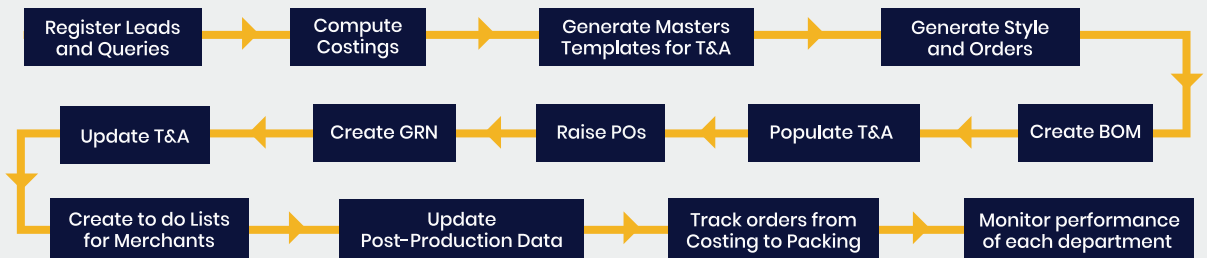 Register Leads
and Queries
Compute
Costings
Generate Masters
Templates for T&A
Generate Style
and Orders
Create BOM
Populate T&A
Raise POs
Create GRN
Update T&A
Create to do Lists
for Merchants
Update
Post-Production Data
Track orders from
Costing to Packing
Monitor performance
of each department